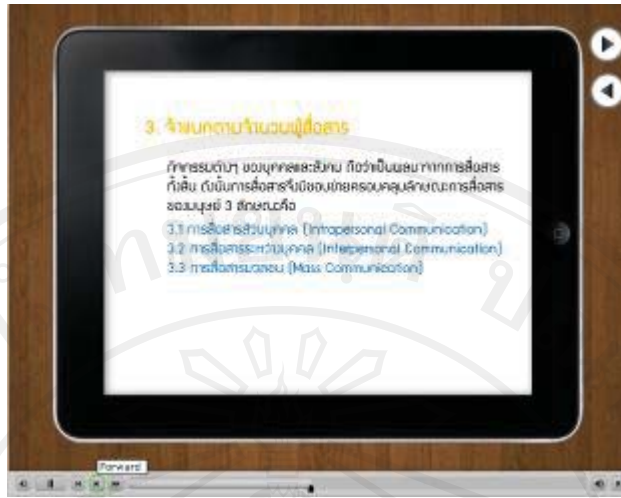 3. จำแนกตามจำนวนผู้สื่อสาร
กิจกรรมต่างๆ ของบุคคลและสังคม ถือว่าเป็นผลมาจากการสื่อสาร
ทั้งสิ้น ดังนั้นการสื่อสารจึงมีขอบข่ายครอบคลุมลักษณะการสื่อสาร
ของมนุษย์ 3 ลักษณะคือ
3.1 การสื่อสารส่วนบุคคล (Intrapersonal Communication)
3.2 การสื่อสารระหว่างบุคคล (Interpersonal Communication)
3.3 การสื่อสารมวลชน (Mass Communication)
Forward